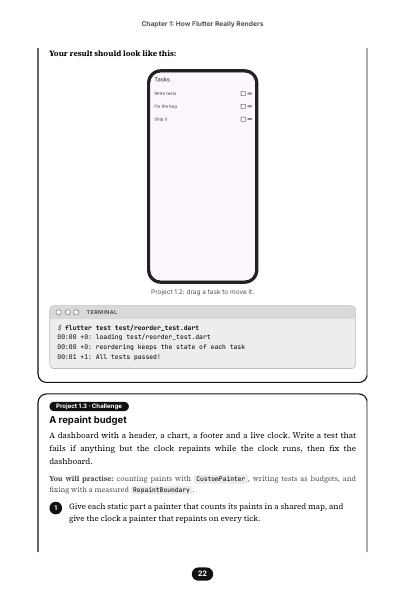 Chapter 1: How Flutter Really Renders
Your result should look like this:
Tasks
Write tests
Fix the bug
Ship it
Project 1.2: drag a task to move it.
TERMINAL
$ flutter test test/reorder_test.dart
00:00 +0: loading test/reorder_test.dart
00:00 +0: reordering keeps the state of each task
00:01 +1: All tests passed!
Project 1.3 · Challenge
A repaint budget
A dashboard with a header, a chart, a footer and a live clock. Write a test that
fails if anything but the clock repaints while the clock runs, then fix the
dashboard.
You will practise: counting paints with CustomPainter, writing tests as budgets, and
fixing with a measured RepaintBoundary.
1 Give each static part a painter that counts its paints in a shared map, and
give the clock a painter that repaints on every tick.
22